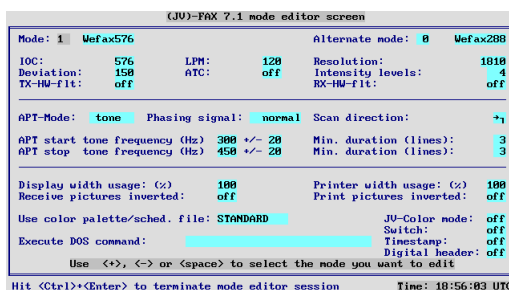 (JV)-FAX 7.1 mode editor screen
Mode: 1 Wefax576 Alternate mode: 0 Wefax288
IOC: 576 LPM: 120 Resolution: 1810
Deviation: 150 ATC: off Intensity levels: 4
TX-HW-flt: off RX-HW-flt: off
APT-Mode: tone Phasing signal: normal Scan direction:
APT start tone frequency (Hz) 300 +/- 20 Min. duration (lines): 3
APT stop tone frequency (Hz) 450 +/- 20 Min. duration (lines): 3
Display width usage: (%) 100 Printer width usage: (%) 100
Receive pictures inverted: off Print pictures inverted: off
Use color palette/sched. file: STANDARD JV-Color mode: off
Switch: off
Execute DOS command: Timestamp: off
Digital header: off
Use <+>, <-> or <space> to select the mode you want to edit
Hit <Ctrl>+<Enter> to terminate mode editor session Time: 18:56:03 UTC